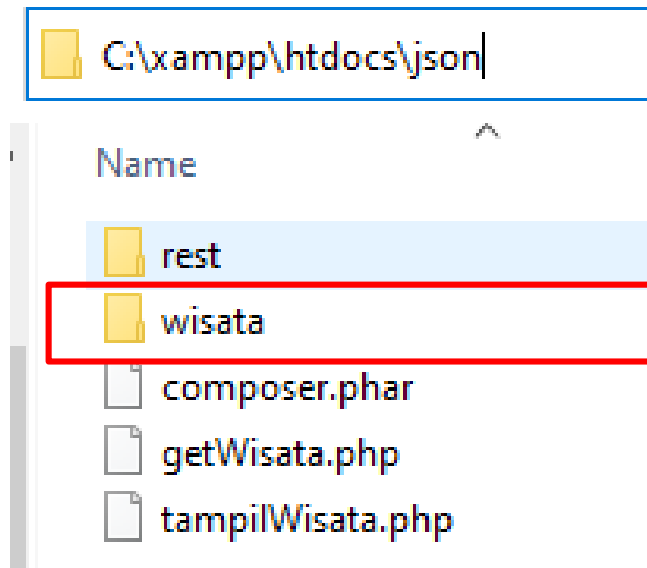 C:\xampp\htdocs\json
Name
rest
wisata
composer.phar
getWisata.php
tampilWisata.php